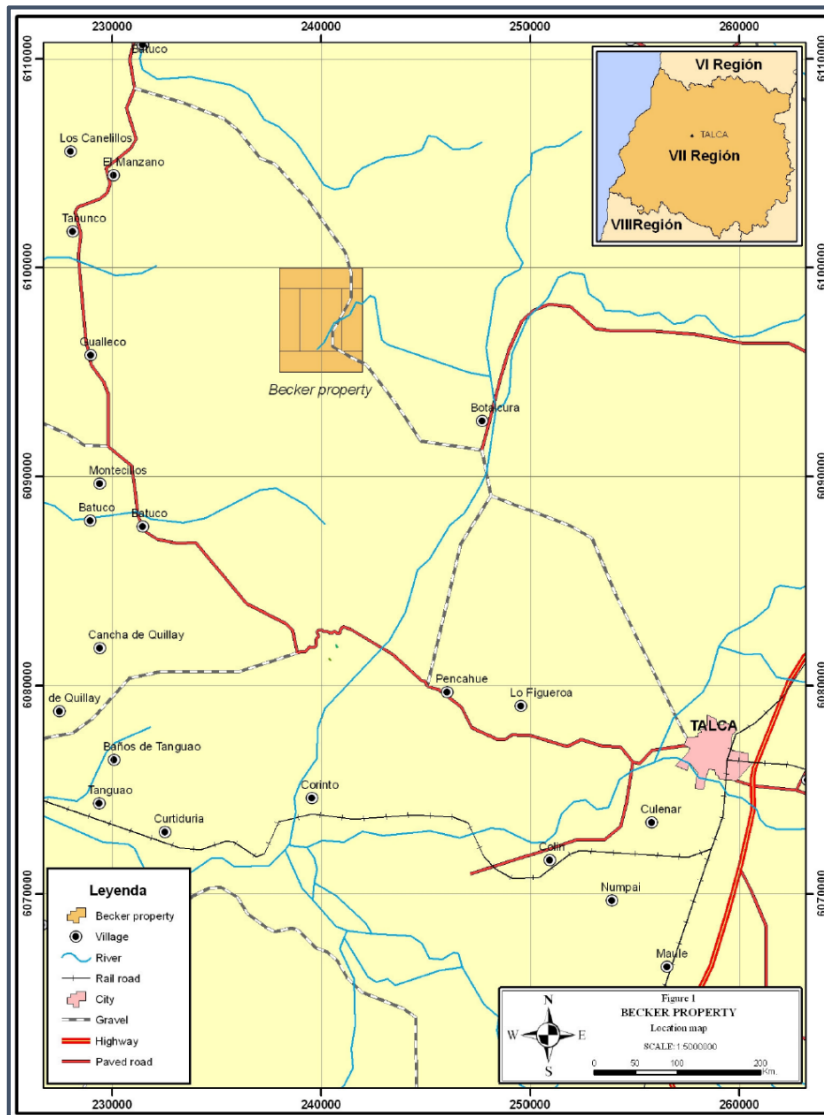 230000
240000
250000
260000
6110000
6110000
Batuco
VI Región
TALCA
VII Región
VIIIRegión
Los Canelillos
El Manzano
Tanunco
6100000
6100000
Gualleco
Becker property
Botalcura
6090000
6090000
Montecillos
Batuco
Batuco
Cancha de Quillay
6080000
6080000
Pencahue
Lo Figueroa
de Quillay
TALCA
Baños de Tanguao
Tanguao
Corinto
Culenar
Curtiduria
Colin
6070000
6070000
Numpai
Maule
Leyenda
Becker property
Village
River
Rail road
City
Gravel
Highway
Paved road
N
W
E
S
Figure 1
BECKER PROPERTY
Location map
SCALE: 1:5000000
0 50 100 200
Km.
230000
240000
250000
260000